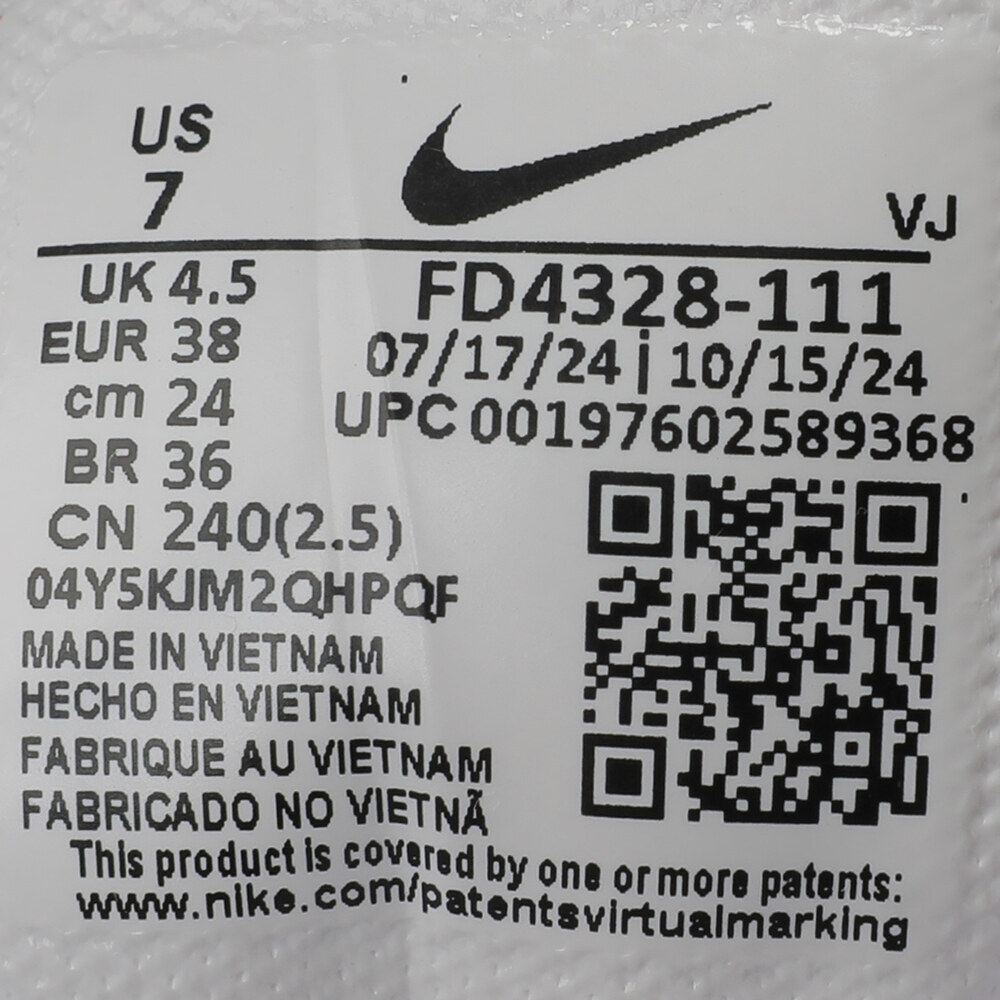 US
7
VJ
UK 4.5
EUR 38
cm 24
BR 36
CN 240(2.5)
FD4328-111
07/17/24 | 10/15/24
UPC 00197602589368
04Y5KJM2QHPQF
MADE IN VIETNAM
HECHO EN VIETNAM
FABRIQUE AU VIETNAM
FABRICADO NO VIETNÃ
This product is covered by one or more patents:
www.nike.com/patentsvirtualmarking